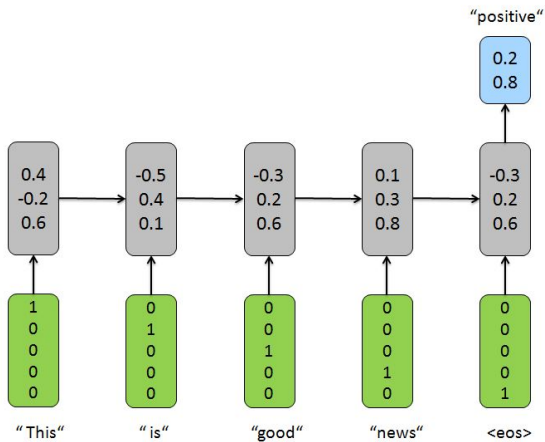 “positive“
0.2
0.8
0.4 -0.5 -0.3 0.1 -0.3
-0.2 0.4 0.2 0.3 0.2
0.6 0.1 0.6 0.8 0.6
1 0 0 0 0
0 1 0 0 0
0 0 1 0 0
0 0 0 1 0
0 0 0 0 1
“ This“ “ is“ “good“ “news“ <eos>